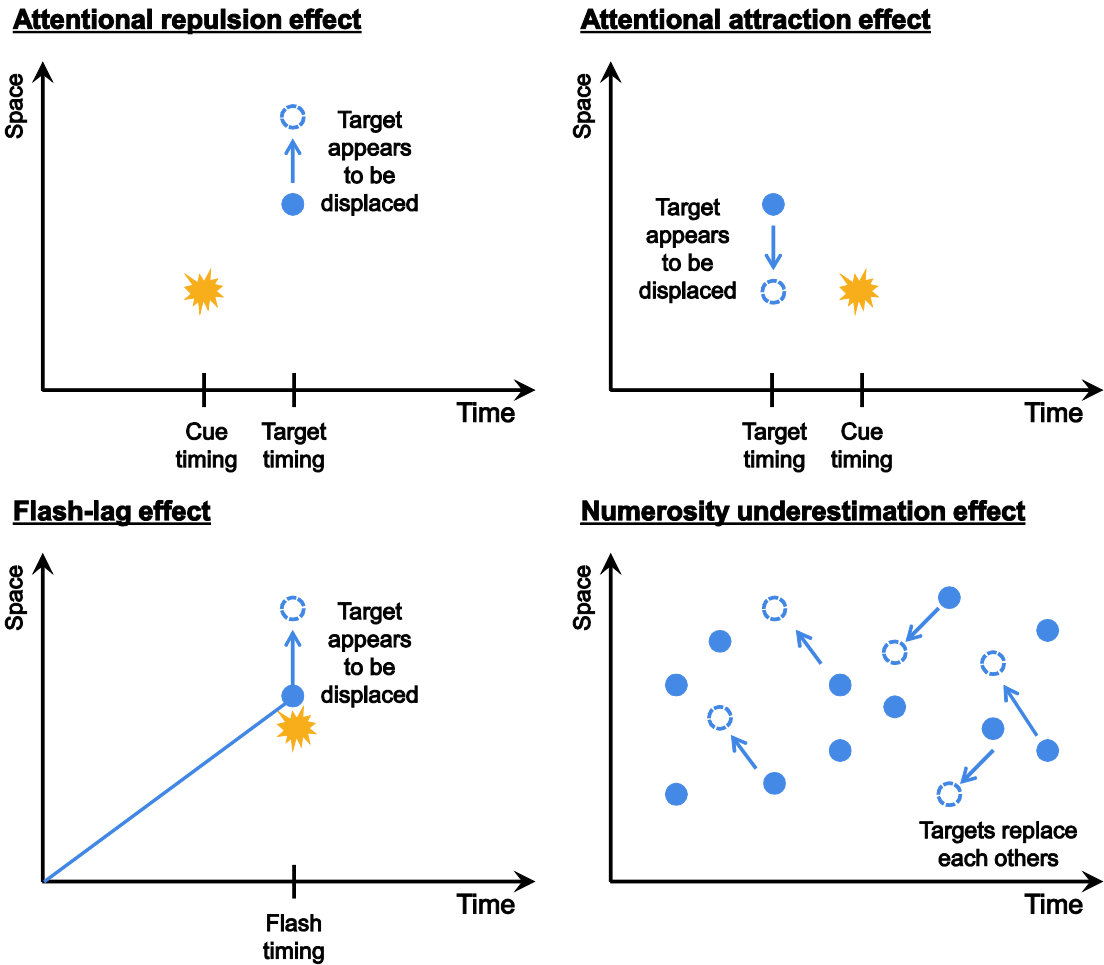 Attentional repulsion effect
Space
Target
appears
to be
displaced
Time
Cue
timing
Target
timing
Attentional attraction effect
Space
Target
appears
to be
displaced
Time
Target
timing
Cue
timing
Flash-lag effect
Space
Target
appears
to be
displaced
Time
Flash
timing
Numerosity underestimation effect
Space
Targets replace
each others
Time